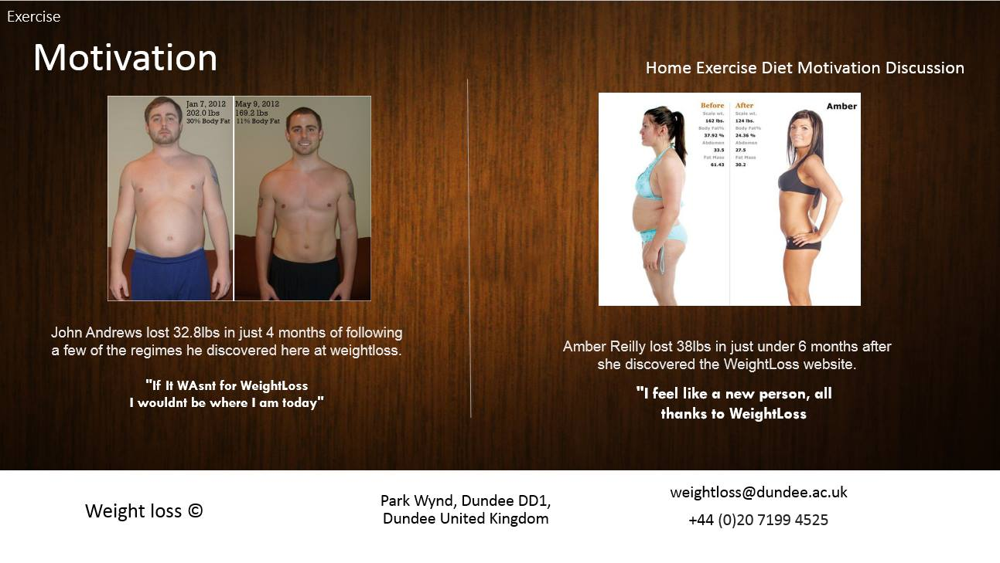 Exercise
Motivation
Home Exercise Diet Motivation Discussion
Jan 7, 2012
202.0 lbs
30% Body Fat
May 9, 2012
169.2 lbs
11% Body Fat
Before
Scale wt.
162 lbs.
Body Fat%
37.92 %
Abdomen
33.5
Fat Mass
61.43
After
Scale wt.
124 lbs.
Body Fat%
24.36 %
Abdomen
27.5
Fat Mass
30.2
Amber
John Andrews lost 32.8lbs in just 4 months of following
a few of the regimes he discovered here at weightloss.
"If It WAsnt for WeightLoss
I wouldnt be where I am today"
Amber Reilly lost 38lbs in just under 6 months after
she discovered the WeightLoss website.
"I feel like a new person, all
thanks to WeightLoss
Weight loss ©
Park Wynd, Dundee DD1,
Dundee United Kingdom
weightloss@dundee.ac.uk
+44 (0)20 7199 4525